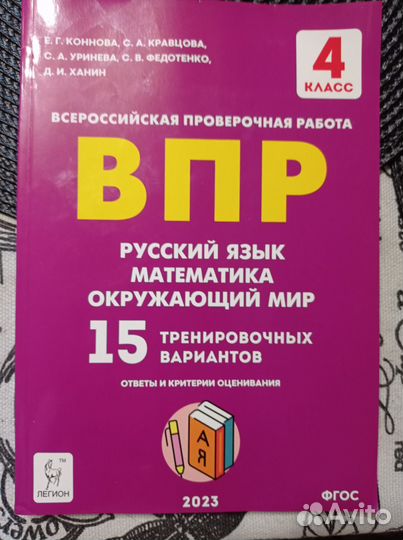 Е. Г. КОННОВА, С. А. КРАВЦОВА,
С. А. УРИНЕВА, С. В. ФЕДОТЕНКО,
Д. И. ХАНИН
4
КЛАСС
ВСЕРОССИЙСКАЯ ПРОВЕРОЧНАЯ РАБОТА
ВПР
РУССКИЙ ЯЗЫК
МАТЕМАТИКА
ОКРУЖАЮЩИЙ МИР
15 ТРЕНИРОВОЧНЫХ
ВАРИАНТОВ
ОТВЕТЫ И КРИТЕРИИ ОЦЕНИВАНИЯ
А
Я
TM
ЛЕГИОН
2023
ФГОС
Avito